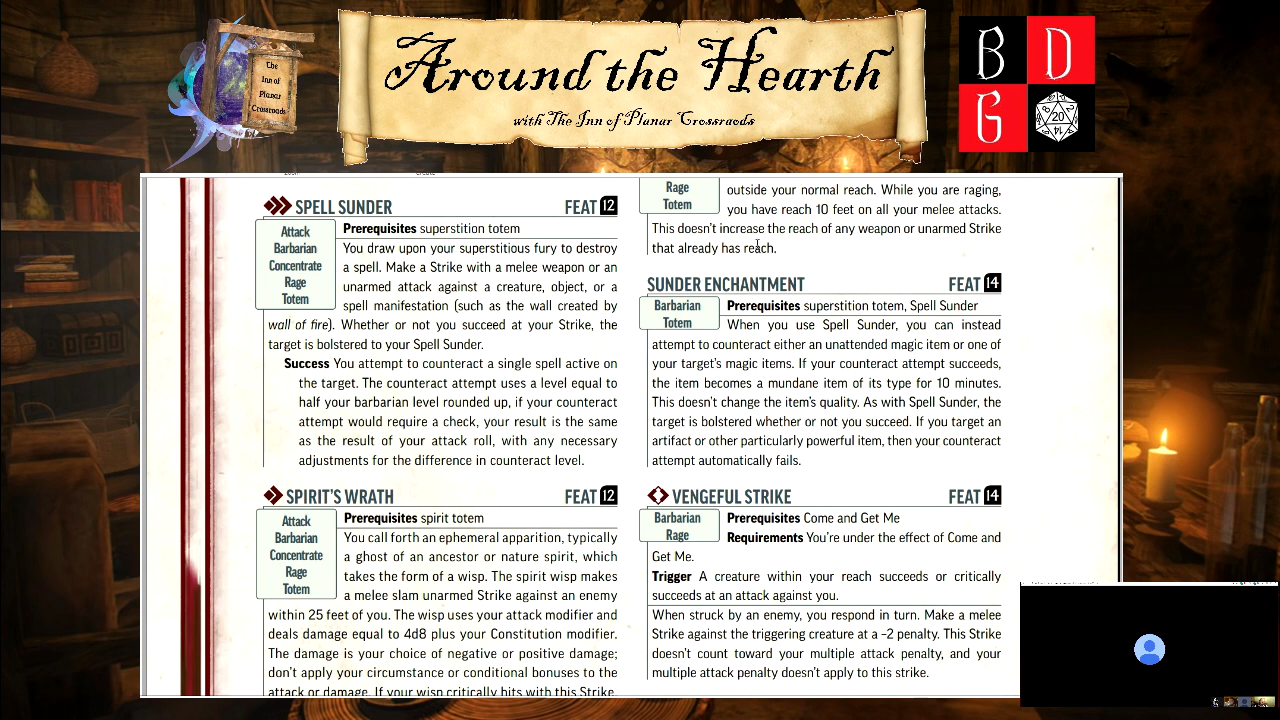 The
Inn of
Planar
Crossroads
Around the Hearth
with The Inn of Planar Crossraods
B D
G 20
SPELL SUNDER FEAT 12
Attack
Barbarian
Concentrate
Rage
Totem
Prerequisites superstition totem
You draw upon your superstitious fury to destroy
a spell. Make a Strike with a melee weapon or an
unarmed attack against a creature, object, or a
spell manifestation (such as the wall created by
wall of fire). Whether or not you succeed at your Strike, the
target is bolstered to your Spell Sunder.
Success You attempt to counteract a single spell active on
the target. The counteract attempt uses a level equal to
half your barbarian level rounded up, if your counteract
attempt would require a check, your result is the same
as the result of your attack roll, with any necessary
adjustments for the difference in counteract level.
SPIRIT'S WRATH FEAT 12
Attack
Barbarian
Concentrate
Rage
Totem
Prerequisites spirit totem
You call forth an ephemeral apparition, typically
a ghost of an ancestor or nature spirit, which
takes the form of a wisp. The spirit wisp makes
a melee slam unarmed Strike against an enemy
within 25 feet of you. The wisp uses your attack modifier and
deals damage equal to 4d8 plus your Constitution modifier.
The damage is your choice of negative or positive damage;
don't apply your circumstance or conditional bonuses to the
attack or damage. If your wisp critically hits with this Strike,
Rage
Totem
outside your normal reach. While you are raging,
you have reach 10 feet on all your melee attacks.
This doesn't increase the reach of any weapon or unarmed Strike
that already has reach.
SUNDER ENCHANTMENT FEAT 14
Barbarian
Totem
Prerequisites superstition totem, Spell Sunder
When you use Spell Sunder, you can instead
attempt to counteract either an unattended magic item or one of
your target's magic items. If your counteract attempt succeeds,
the item becomes a mundane item of its type for 10 minutes.
This doesn't change the item's quality. As with Spell Sunder, the
target is bolstered whether or not you succeed. If you target an
artifact or other particularly powerful item, then your counteract
attempt automatically fails.
VENGEFUL STRIKE FEAT 14
Barbarian
Rage
Prerequisites Come and Get Me
Requirements You're under the effect of Come and
Get Me.
Trigger A creature within your reach succeeds or critically
succeeds at an attack against you.
When struck by an enemy, you respond in turn. Make a melee
Strike against the triggering creature at a –2 penalty. This Strike
doesn't count toward your multiple attack penalty, and your
multiple attack penalty doesn't apply to this strike.